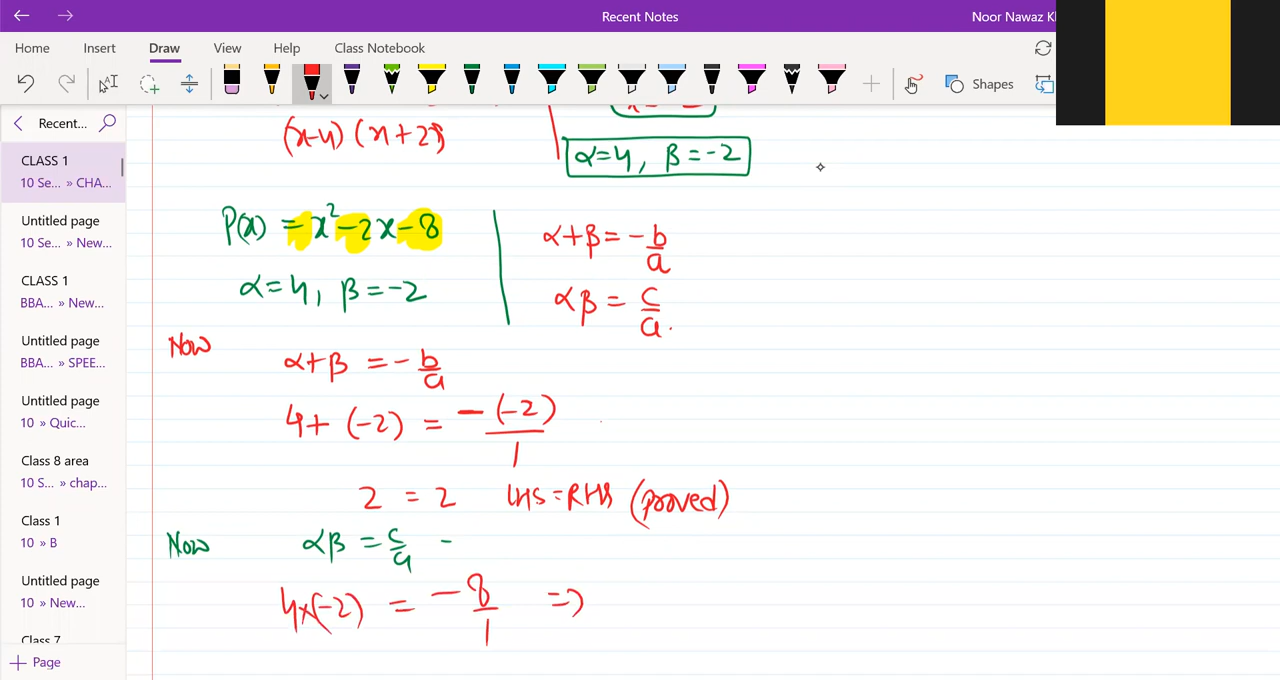 Recent Notes
Noor Nawaz Kh
Home Insert Draw View Help Class Notebook
Shapes
Recent...
CLASS 1
10 Se... » CHA...
Untitled page
10 Se... » New...
CLASS 1
BBA... » New...
Untitled page
BBA... » SPEE...
Untitled page
10 » Quic...
Class 8 area
10 S... » chap...
Class 1
10 » B
Untitled page
10 » New...
Class 7
Page
(x-4) (x+2)
α=4, β=-2
P(x) = x²-2x-8
α=4, β=-2
α+β = -b/a
αβ = c/a.
Now
α+β = -b/a
4+ (-2) = -(-2)/1
2 = 2 LHS=RHS (proved)
Now αβ = c/a -
4×(-2) = -8/1 =>